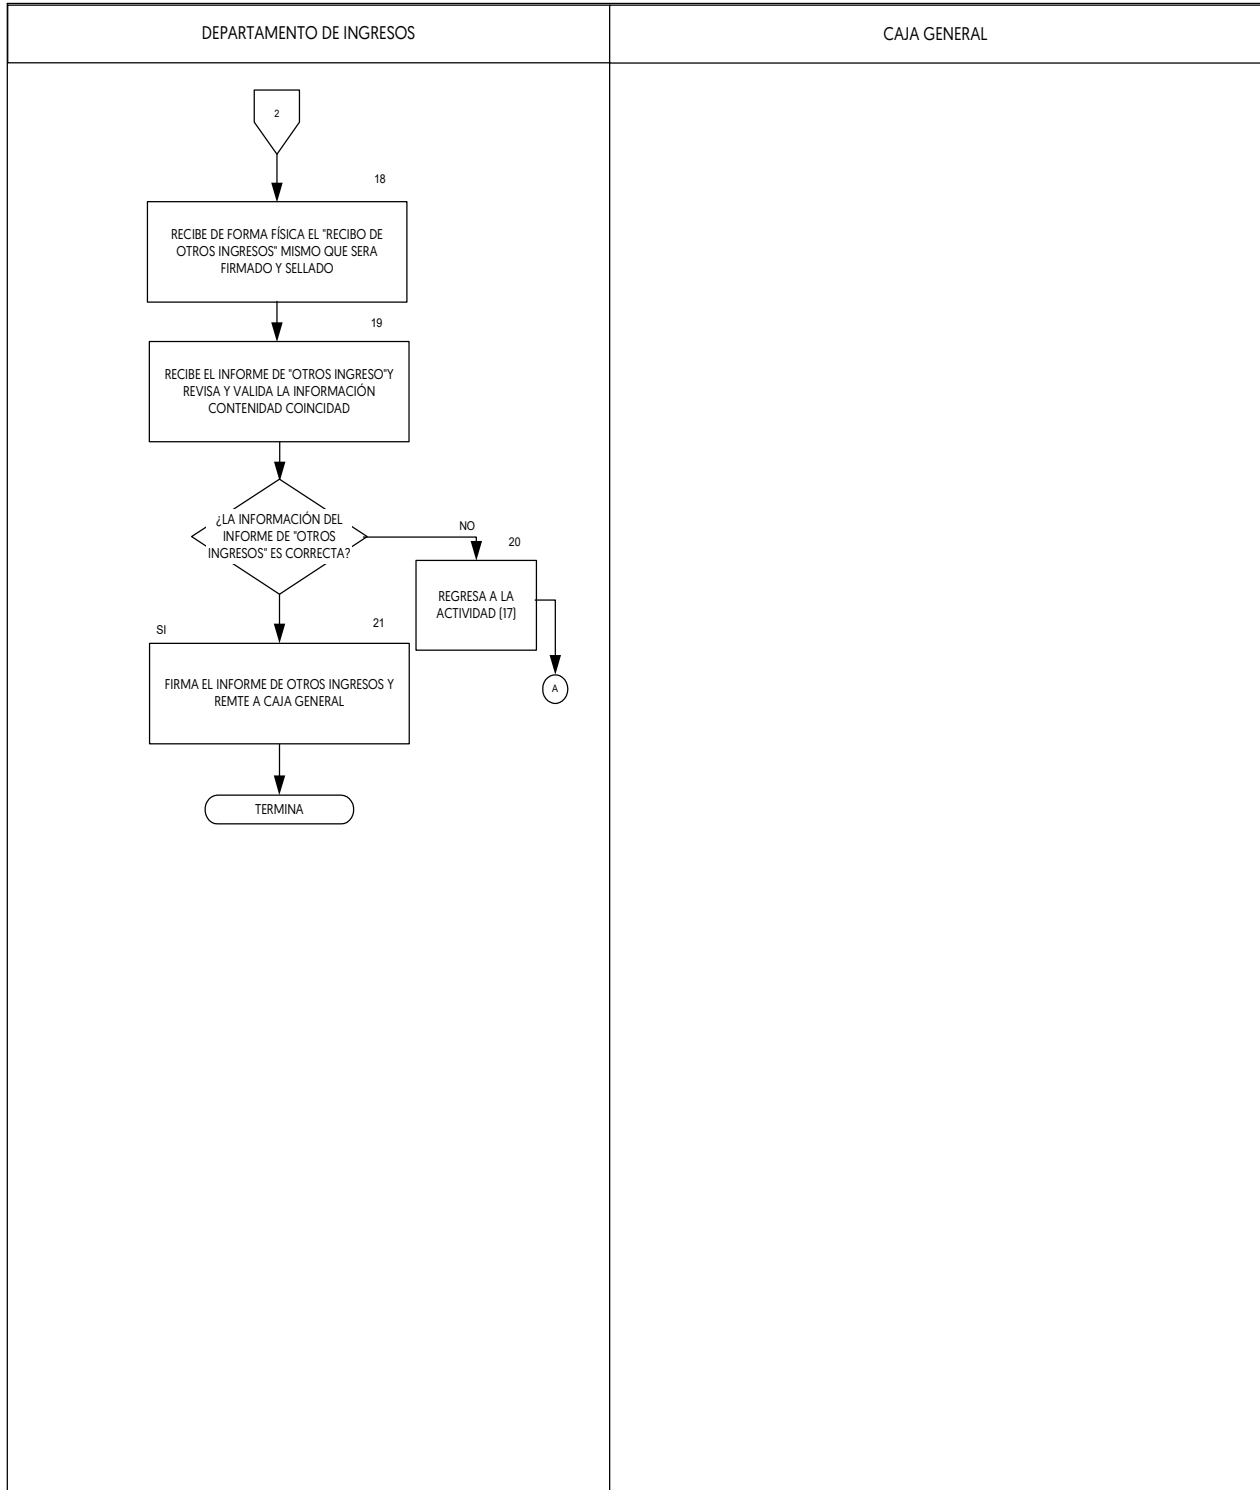 DEPARTAMENTO DE INGRESOS
CAJA GENERAL
2
18
RECIBE DE FORMA FÍSICA EL "RECIBO DE
OTROS INGRESOS" MISMO QUE SERA
FIRMADO Y SELLADO
19
RECIBE EL INFORME DE "OTROS INGRESO"Y
REVISA Y VALIDA LA INFORMACIÓN
CONTENIDAD COINCIDAD
¿LA INFORMACIÓN DEL
INFORME DE "OTROS
INGRESOS" ES CORRECTA?
NO
20
REGRESA A LA
ACTIVIDAD (17)
A
SI
21
FIRMA EL INFORME DE OTROS INGRESOS Y
REMTE A CAJA GENERAL
TERMINA